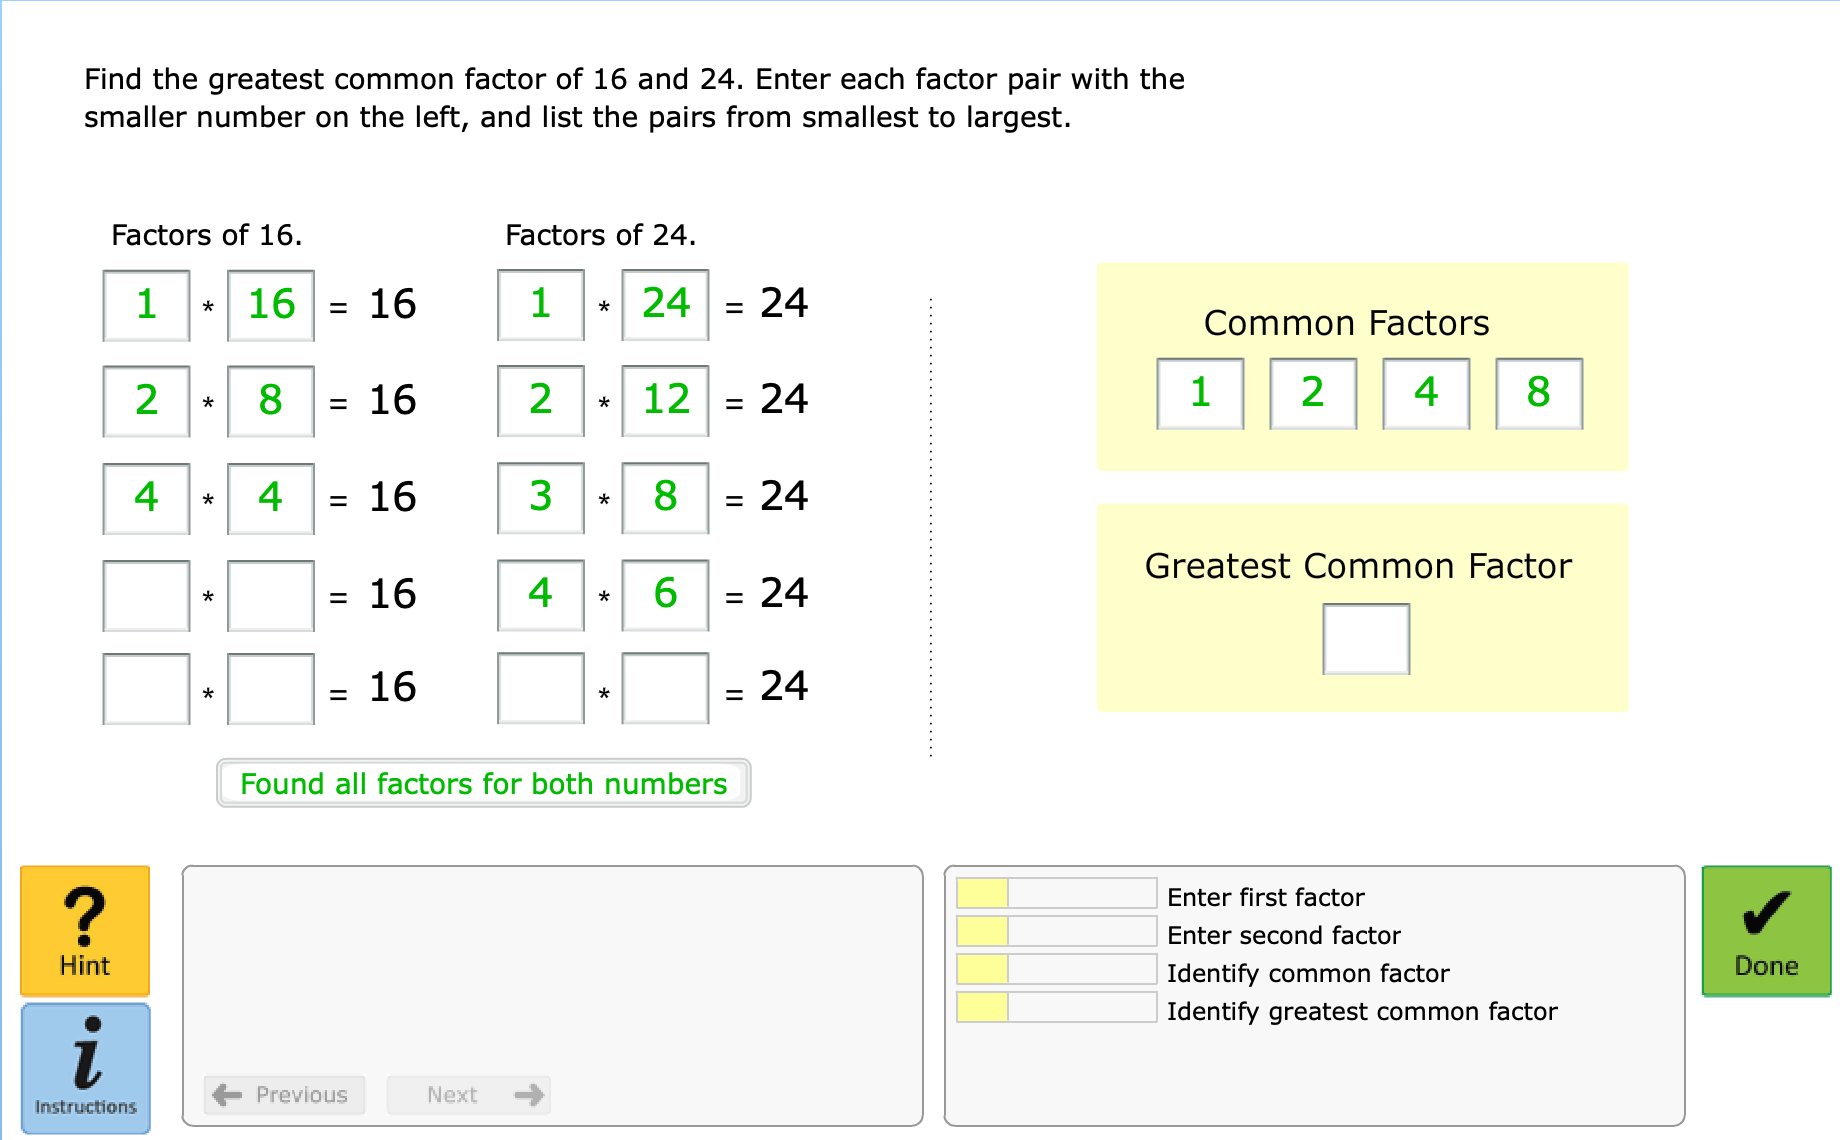 Find the greatest common factor of 16 and 24. Enter each factor pair with the
smaller number on the left, and list the pairs from smallest to largest.
Factors of 16.
1 * 16 = 16
2 * 8 = 16
4 * 4 = 16
* = 16
* = 16
Factors of 24.
1 * 24 = 24
2 * 12 = 24
3 * 8 = 24
4 * 6 = 24
* = 24
Found all factors for both numbers
Common Factors
1 2 4 8
Greatest Common Factor
? Hint
i Instructions
Previous Next
Enter first factor
Enter second factor
Identify common factor
Identify greatest common factor
Done